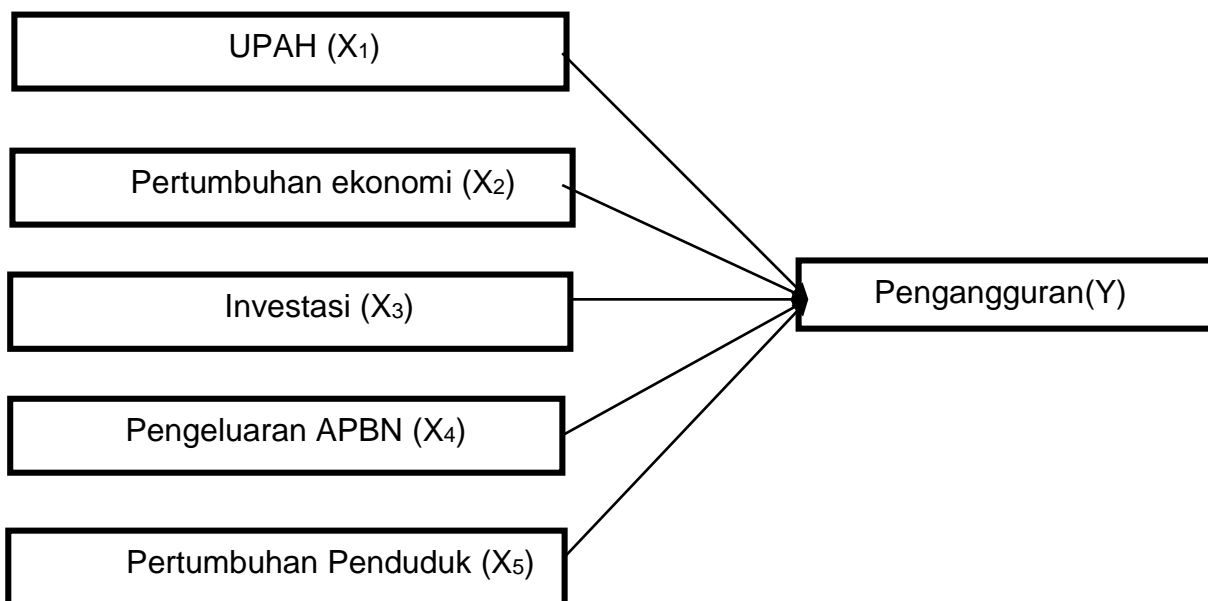 UPAH (X₁)
Pertumbuhan ekonomi (X₂)
Investasi (X₃)
Pengangguran(Y)
Pengeluaran APBN (X₄)
Pertumbuhan Penduduk (X₅)